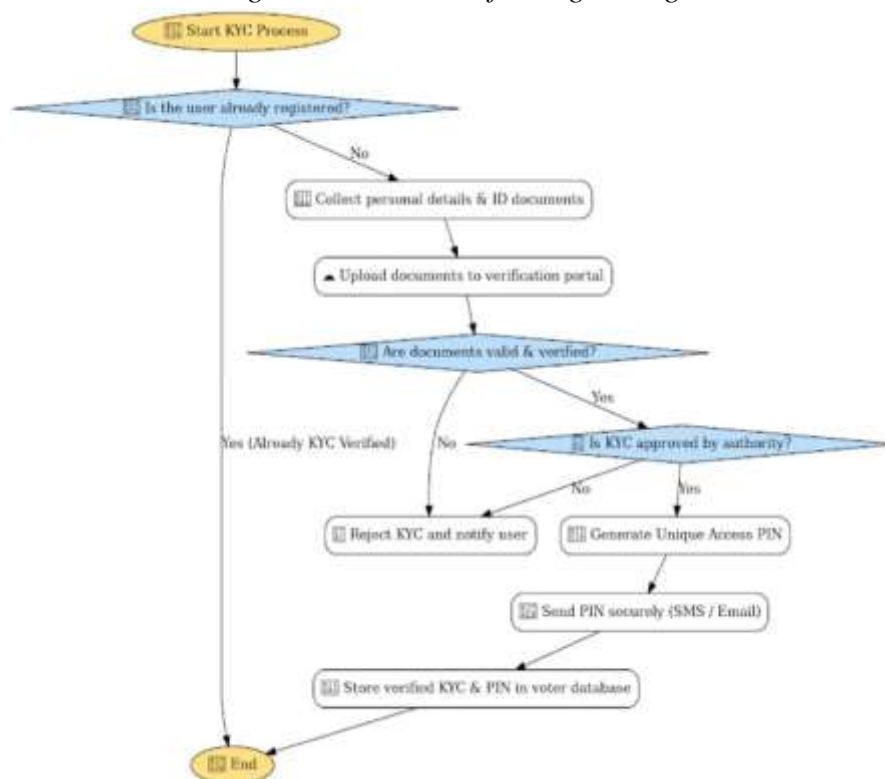 Start KYC Process
Is the user already registered?
No
Collect personal details & ID documents
Upload documents to verification portal
Are documents valid & verified?
Yes
Yes (Already KYC Verified)
No
Is KYC approved by authority?
No
Yes
Reject KYC and notify user
Generate Unique Access PIN
Send PIN securely (SMS / Email)
Store verified KYC & PIN in voter database
End